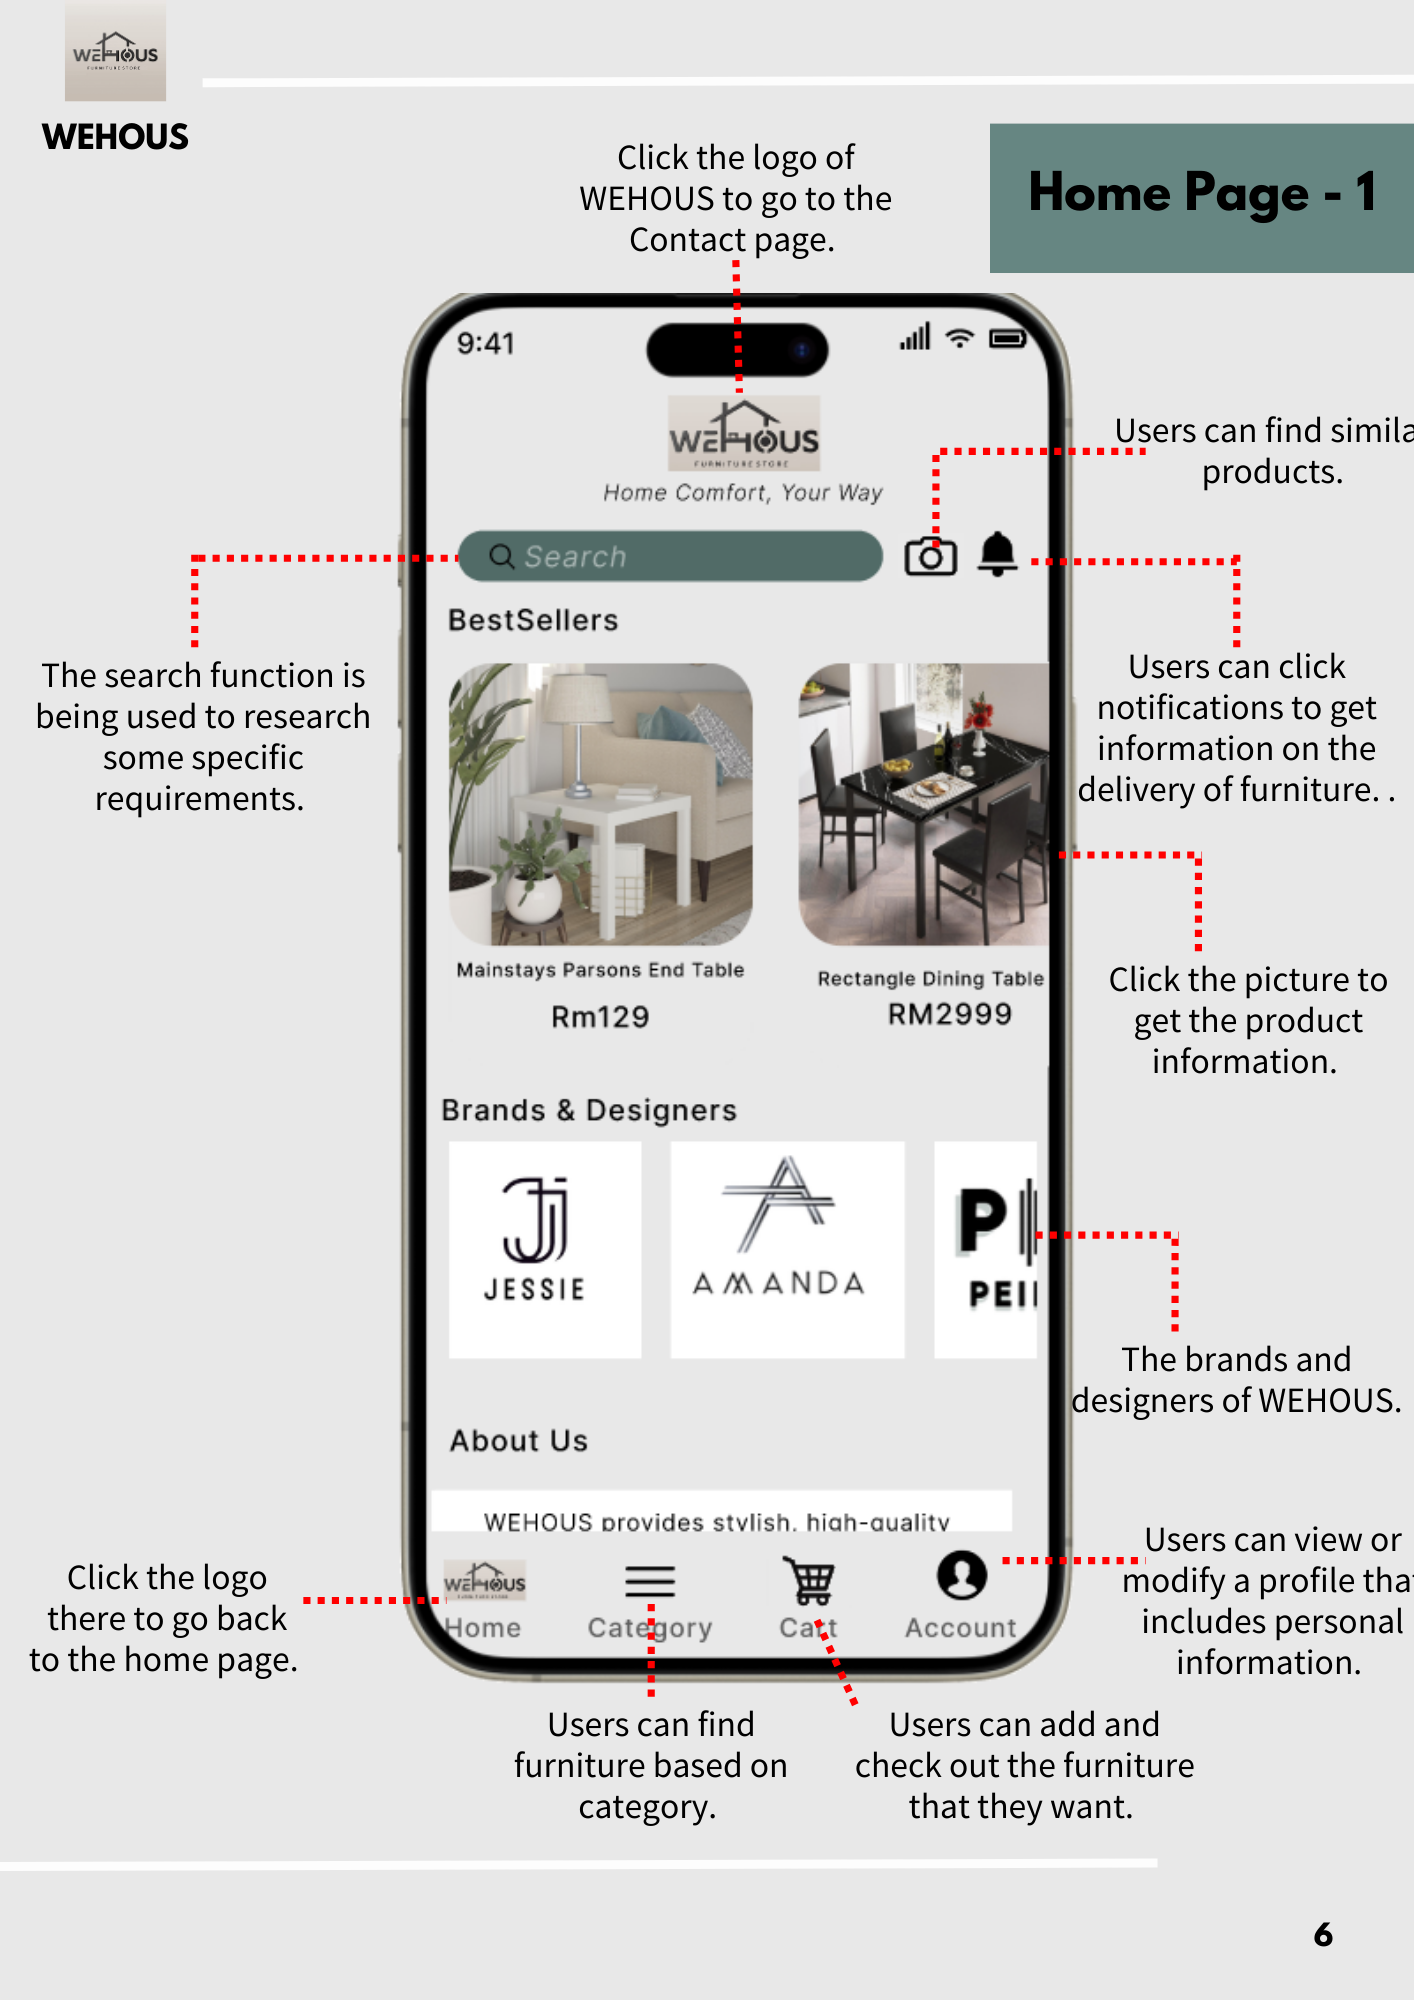 WEHOUS
FURNITURE STORE
WEHOUS
Home Page - 1
Click the logo of
WEHOUS to go to the
Contact page.
9:41
WEHOUS
FURNITURESTORE
Home Comfort, Your Way
Users can find simila
products.
Search
BestSellers
The search function is
being used to research
some specific
requirements.
Users can click
notifications to get
information on the
delivery of furniture. .
Mainstays Parsons End Table
Rm129
Rectangle Dining Table
RM2999
Click the picture to
get the product
information.
Brands & Designers
JJ
JESSIE
A
AMANDA
P
PEI
The brands and
designers of WEHOUS.
About Us
WEHOUS provides stylish, high-quality
Click the logo
there to go back
to the home page.
WEHOUS
Home
Category
Cart
Account
Users can view or
modify a profile that
includes personal
information.
Users can find
furniture based on
category.
Users can add and
check out the furniture
that they want.
6